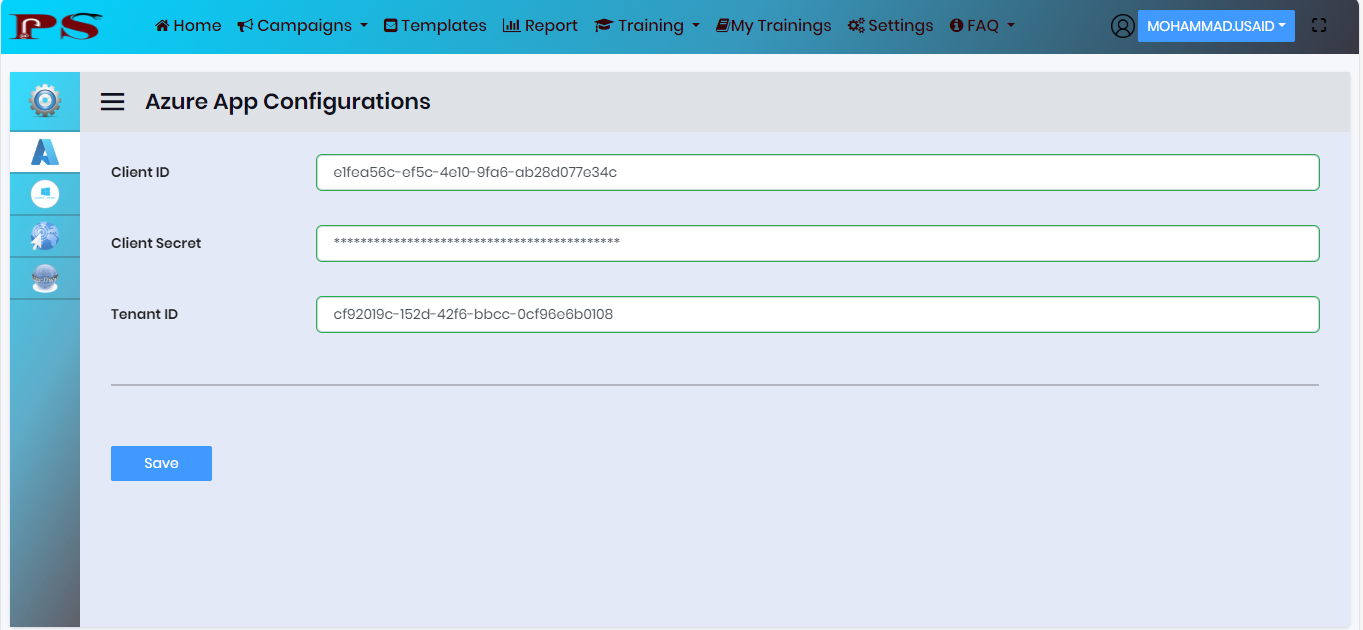 PS Home Campaigns Templates Report Training My Trainings Settings FAQ MOHAMMAD.USAID
Azure App Configurations
Client ID e1fea56c-ef5c-4e10-9fa6-ab28d077e34c
Client Secret *******************************************
Tenant ID cf92019c-152d-42f6-bbcc-0cf96e6b0108
Save